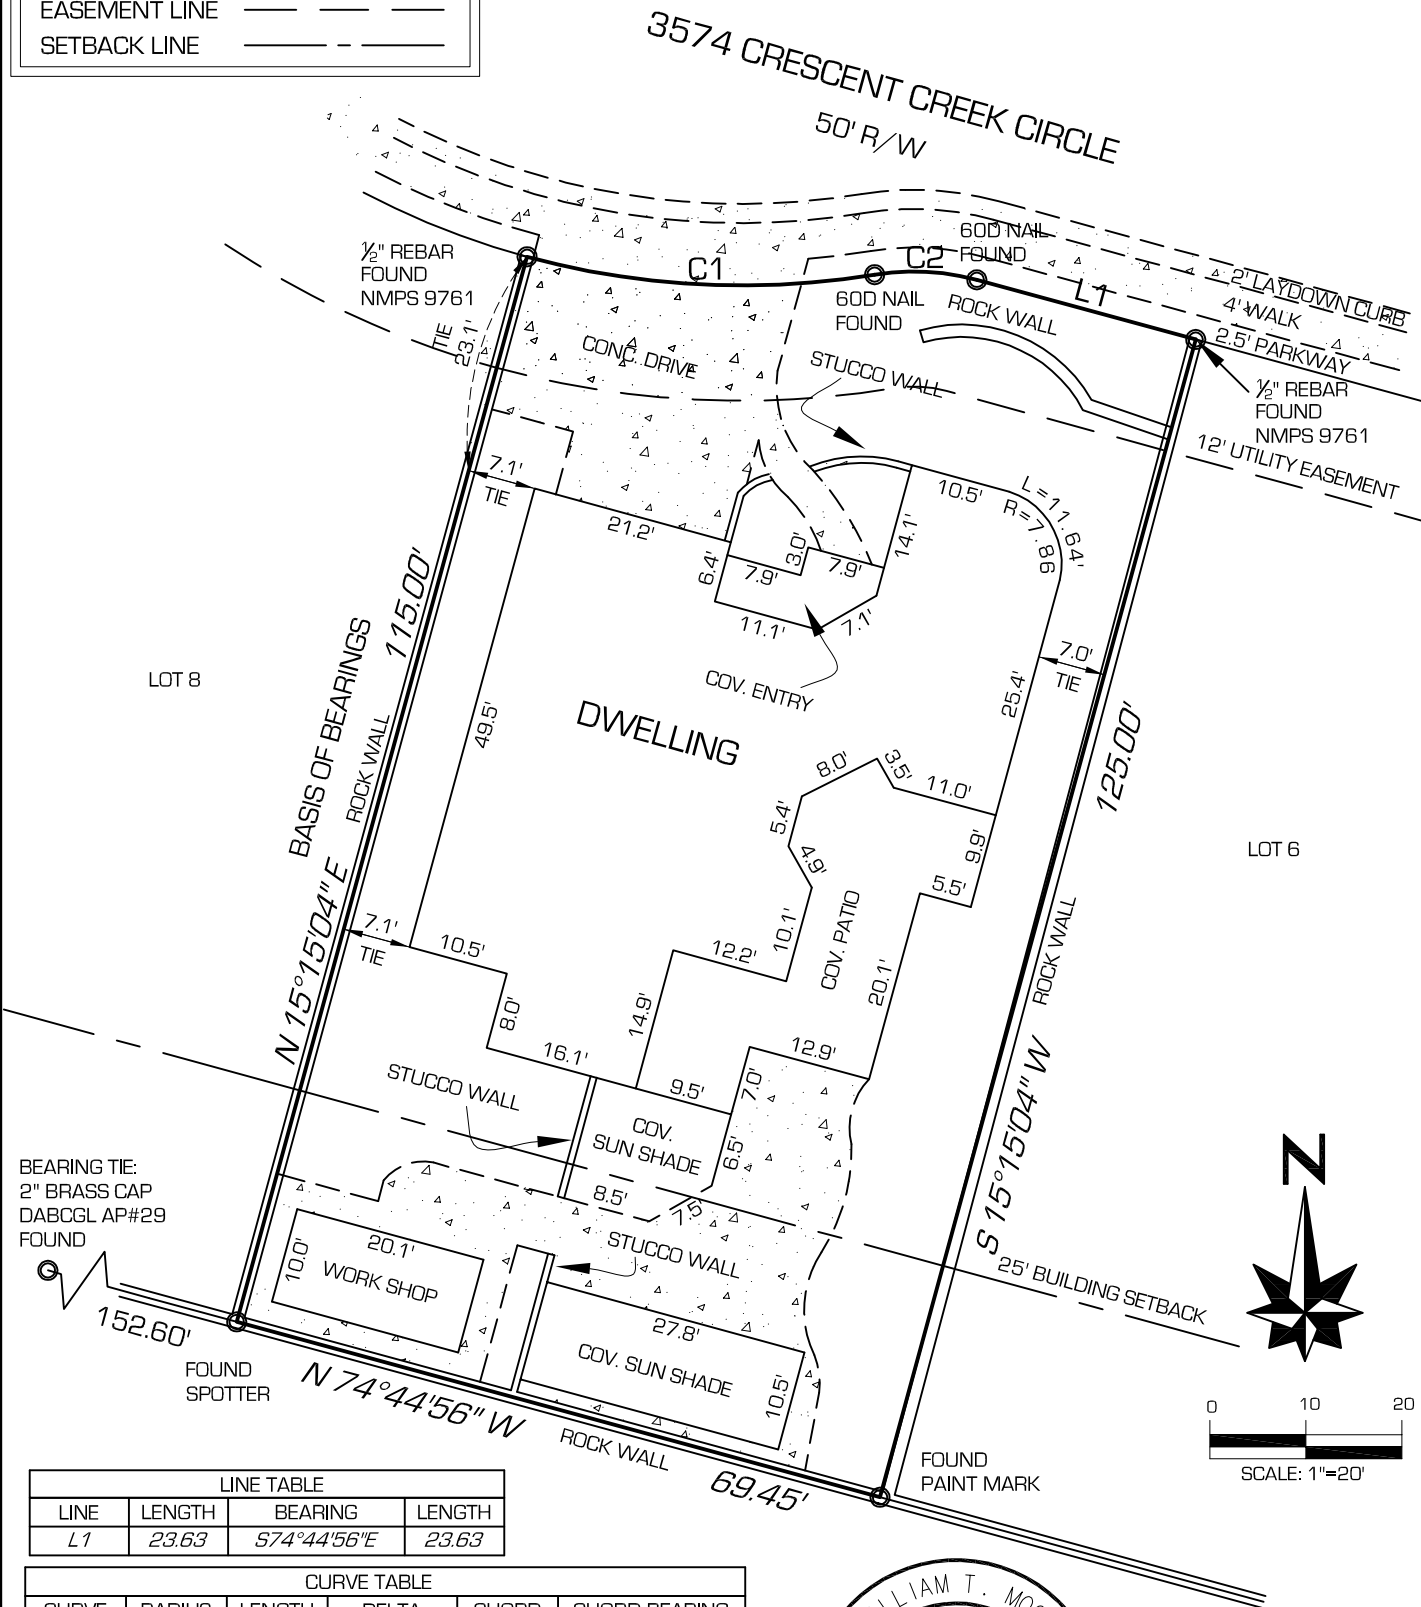 EASEMENT LINE
SETBACK LINE
3574 CRESCENT CREEK CIRCLE
50' R/W
½" REBAR
FOUND
NMPS 9761
C1
C2
60D NAIL
FOUND
60D NAIL
FOUND
L1
ROCK WALL
2' LAYDOWN CURB
4' WALK
2.5' PARKWAY
½" REBAR
FOUND
NMPS 9761
12' UTILITY EASEMENT
TIE
23.1'
CONC. DRIVE
STUCCO WALL
7.1'
TIE
21.2'
10.5'
L=11.64'
R=7.86
14.1'
6.4'
7.9'
3.0'
7.9'
11.1'
7.1'
COV. ENTRY
7.0'
TIE
25.4'
115.00'
BASIS OF BEARINGS
ROCK WALL
N 15°15'04" E
LOT 8
49.5'
DWELLING
8.0'
3.5'
11.0'
5.4'
4.9'
9.9'
5.5'
10.1'
COV. PATIO
20.1'
125.00'
LOT 6
ROCK WALL
S 15°15'04" W
7.1'
TIE
10.5'
8.0'
12.2'
14.9'
16.1'
9.5'
12.9'
7.0'
STUCCO WALL
COV.
SUN SHADE
6.5'
8.5'
7.5'
BEARING TIE:
2" BRASS CAP
DABCGL AP#29
FOUND
152.60'
10.0'
20.1'
WORK SHOP
STUCCO WALL
27.8'
COV. SUN SHADE
10.5'
25' BUILDING SETBACK
FOUND
SPOTTER
N 74°44'56" W
ROCK WALL
69.45'
FOUND
PAINT MARK
N
0 10 20
SCALE: 1"=20'
LINE TABLE
LINE LENGTH BEARING LENGTH
L1 23.63 S74°44'56"E 23.63
CURVE TABLE
CURVE RADIUS LENGTH DELTA CHORD CHORD BEARING
LLIAM T. MO